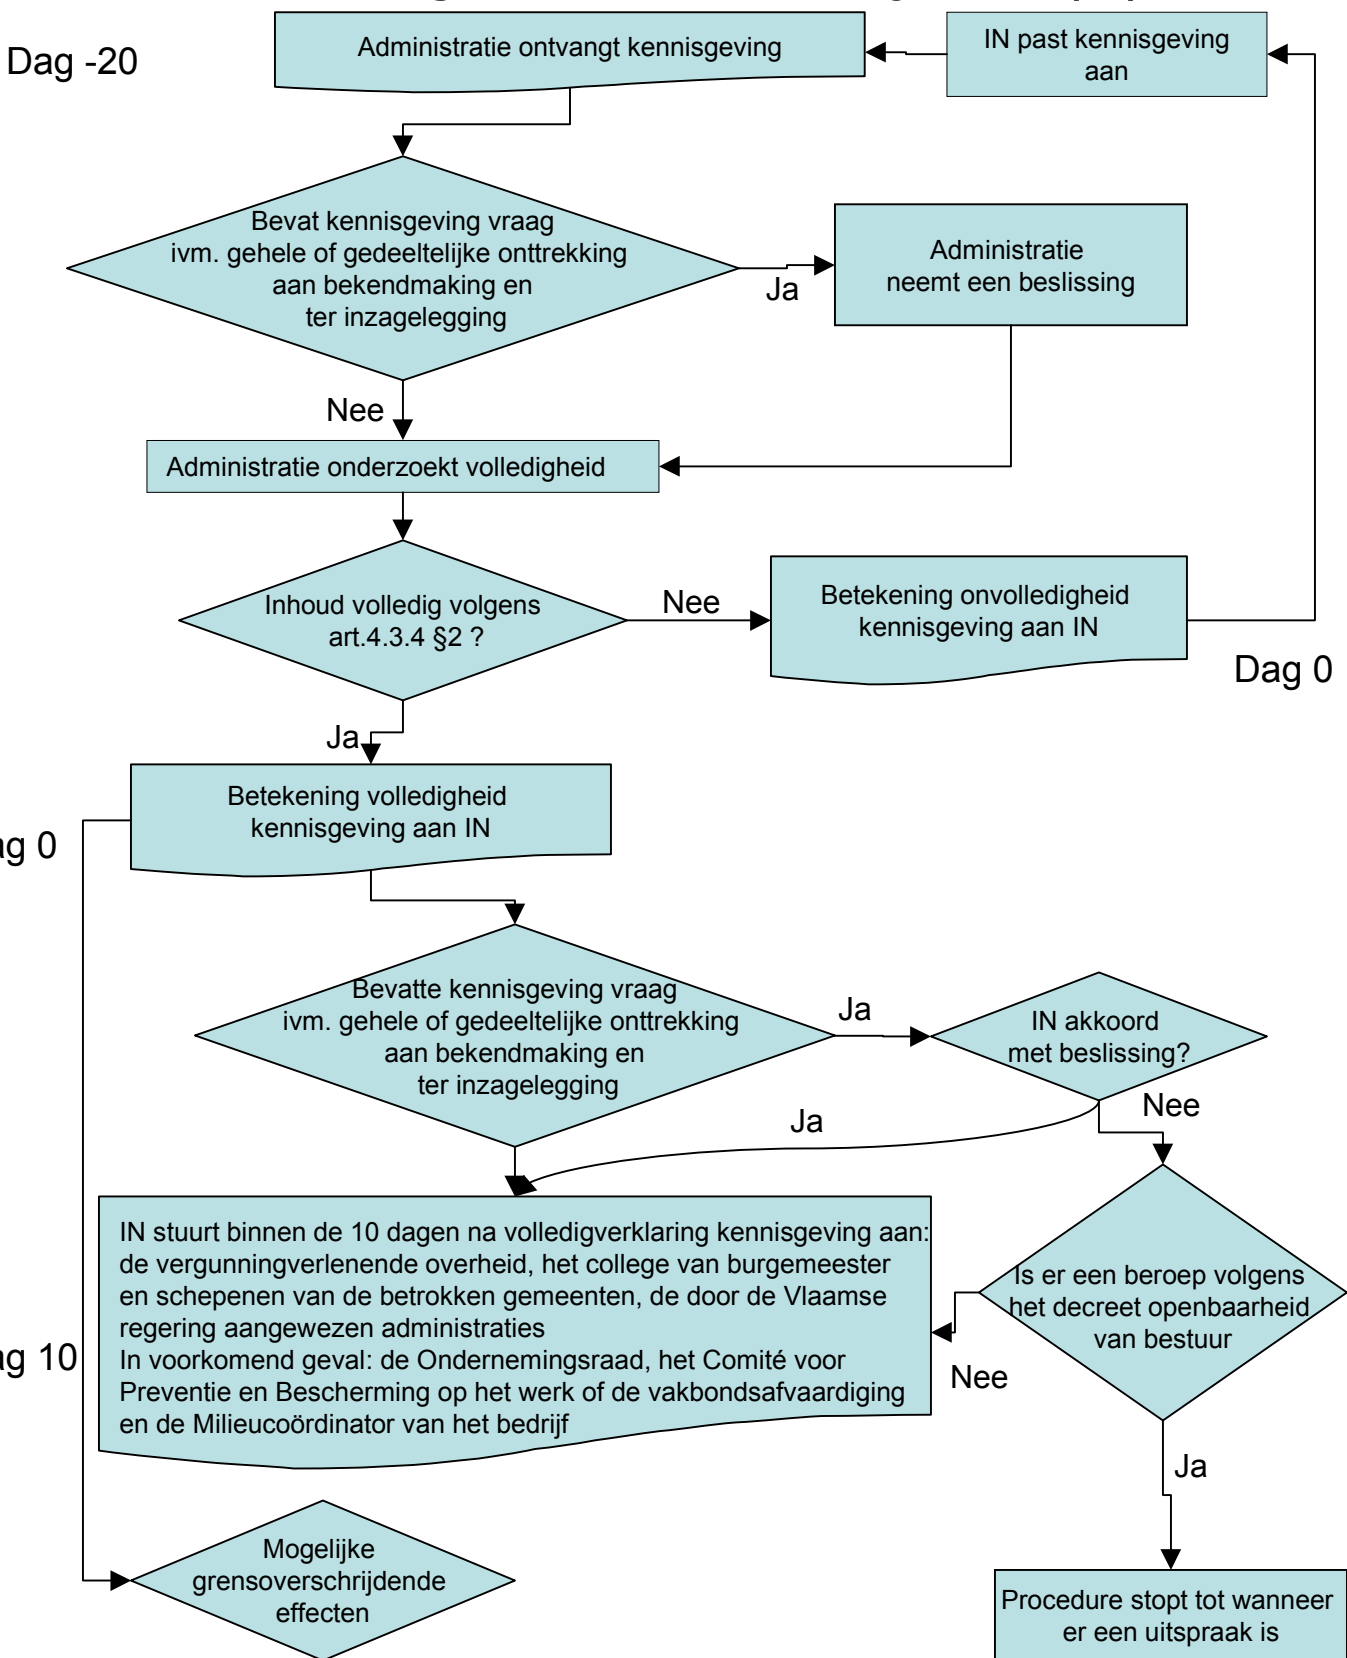 Administratie ontvangt kennisgeving
IN past kennisgeving
aan
Dag -20
Bevat kennisgeving vraag
ivm. gehele of gedeeltelijke onttrekking
aan bekendmaking en
ter inzagelegging
Ja
Administratie
neemt een beslissing
Nee
Administratie onderzoekt volledigheid
Inhoud volledig volgens
art.4.3.4 §2 ?
Nee
Betekening onvolledigheid
kennisgeving aan IN
Dag 0
Ja
Betekening volledigheid
kennisgeving aan IN
ag 0
Bevatte kennisgeving vraag
ivm. gehele of gedeeltelijke onttrekking
aan bekendmaking en
ter inzagelegging
Ja
IN akkoord
met beslissing?
Ja
Nee
IN stuurt binnen de 10 dagen na volledigverklaring kennisgeving aan:
de vergunningverlenende overheid, het college van burgemeester
en schepenen van de betrokken gemeenten, de door de Vlaamse
regering aangewezen administraties
In voorkomend geval: de Ondernemingsraad, het Comité voor
Preventie en Bescherming op het werk of de vakbondsafvaardiging
en de Milieucoördinator van het bedrijf
ag 10
Is er een beroep volgens
het decreet openbaarheid
van bestuur
Nee
Ja
Mogelijke
grensoverschrijdende
effecten
Procedure stopt tot wanneer
er een uitspraak is